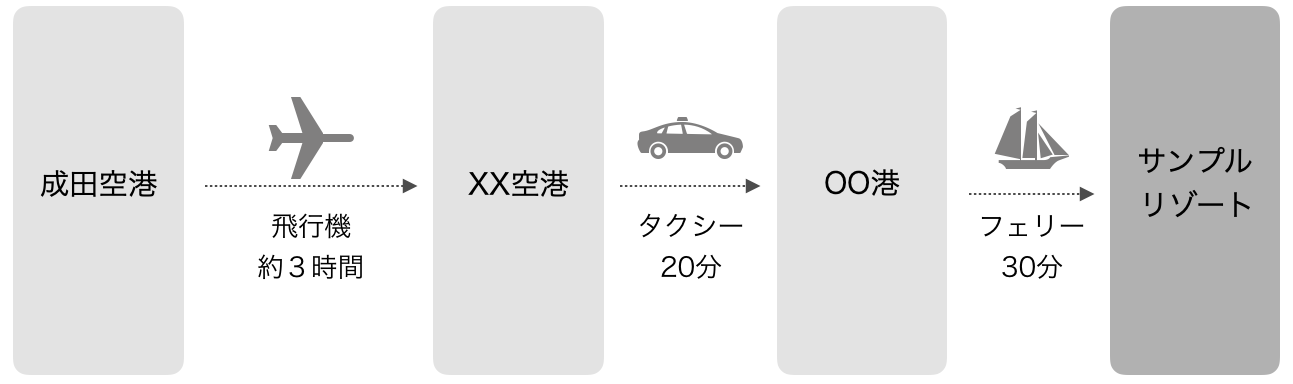 成田空港
飛行機
約３時間
XX空港
タクシー
20分
OO港
フェリー
30分
サンプル
リゾート